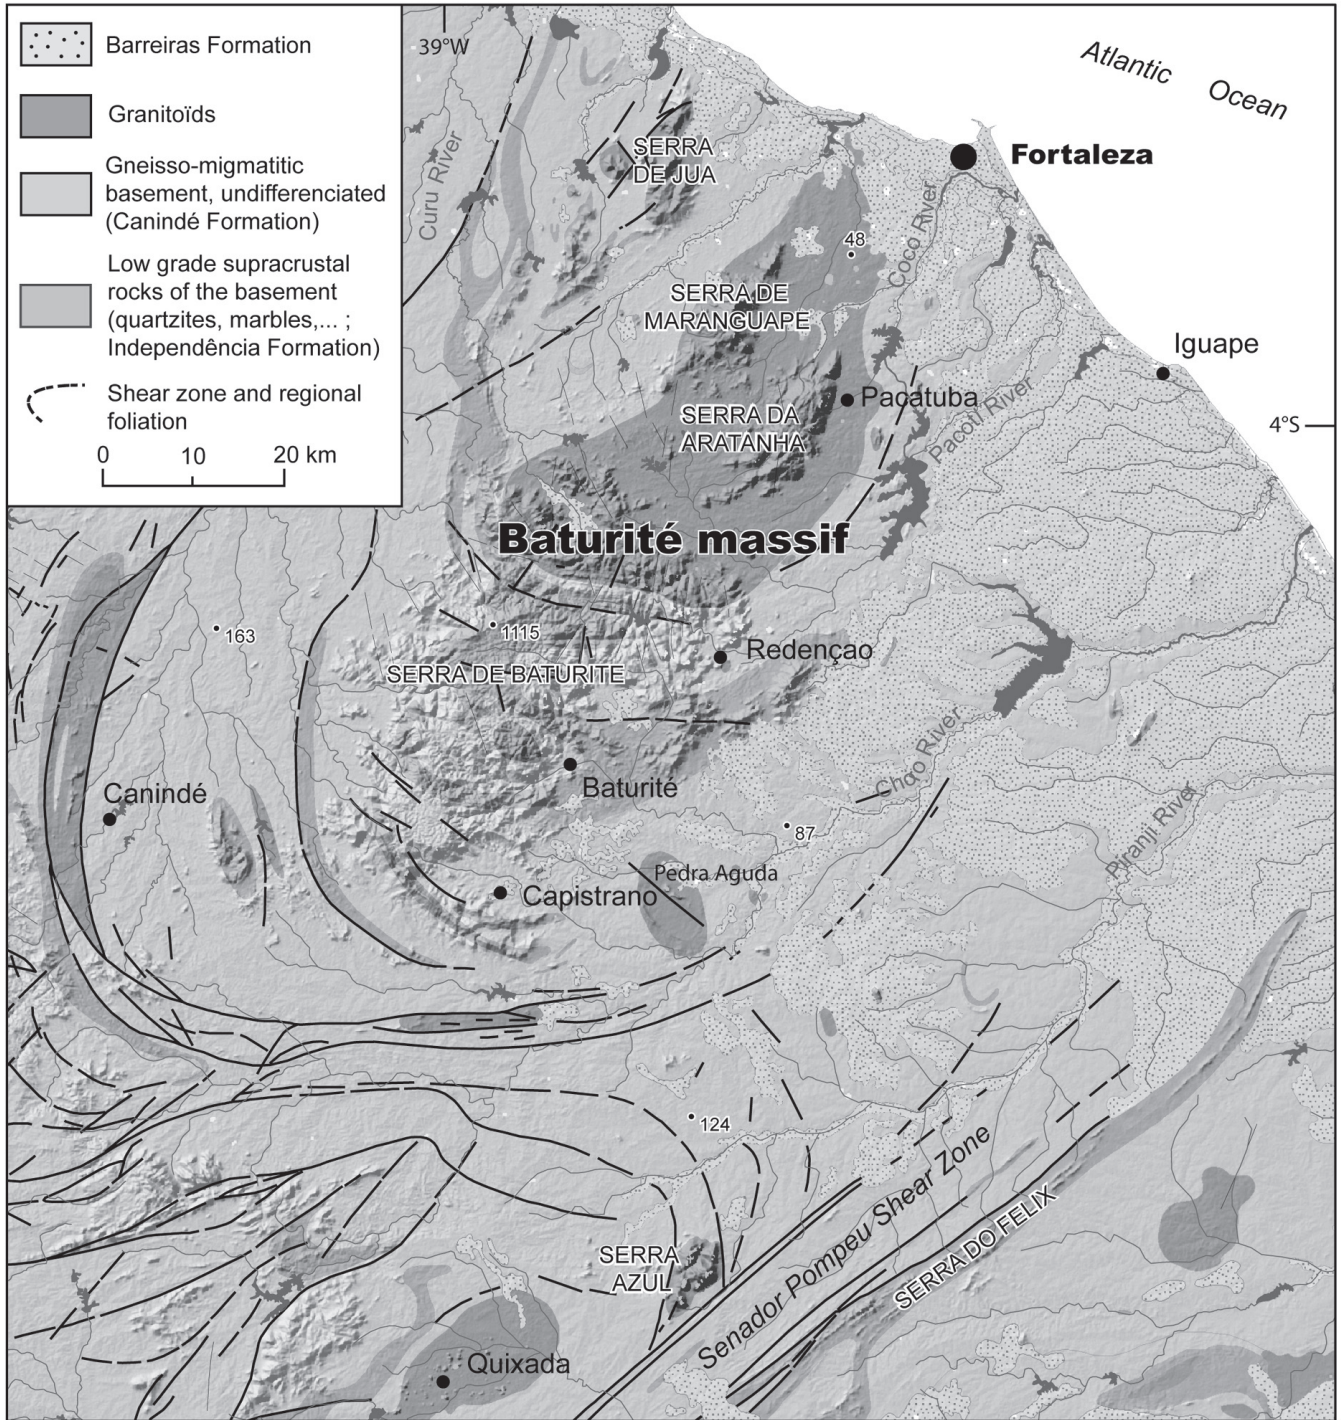 Barreiras Formation
Granitoïds
Gneisso-migmatitic
basement, undifferenciated
(Canindé Formation)
Low grade supracrustal
rocks of the basement
(quartzites, marbles,... ;
Independência Formation)
Shear zone and regional
foliation
0 10 20 km
39°W
Atlantic Ocean
Curu River
SERRA
DE JUA
Fortaleza
Coco River
48
SERRA DE
MARANGUAPE
Iguape
Pacatuba
Pacoti River
SERRA DA
ARATANHA
4°S
Baturité massif
163
1115
SERRA DE BATURITE
Redençao
Canindé
Baturité
Choo River
87
Piranji River
Pedra Aguda
Capistrano
124
Senador Pompeu Shear Zone
SERRA DO FELIX
SERRA
AZUL
Quixada